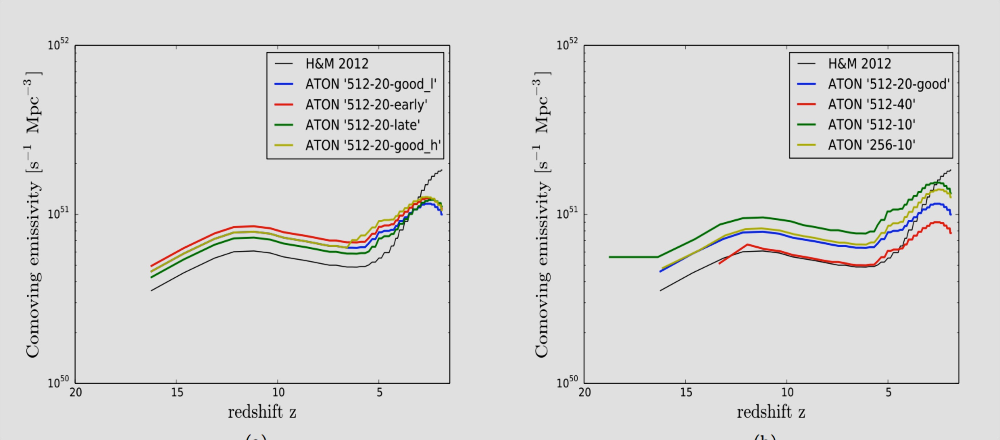 10^52
10^51
10^50
Comoving emissivity [s^−1 Mpc^−3]
H&M 2012
ATON '512-20-good_l'
ATON '512-20-early'
ATON '512-20-late'
ATON '512-20-good_h'
20 15 10 5
redshift z
10^52
10^51
10^50
Comoving emissivity [s^−1 Mpc^−3]
H&M 2012
ATON '512-20-good'
ATON '512-40'
ATON '512-10'
ATON '256-10'
20 15 10 5
redshift z